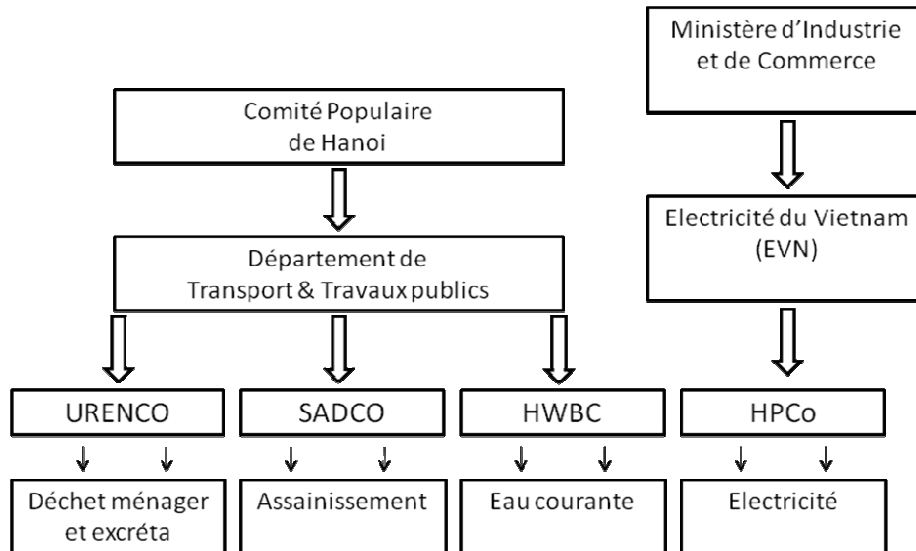 Ministère d'Industrie
et de Commerce
Comité Populaire
de Hanoi
Electricité du Vietnam
(EVN)
Département de
Transport & Travaux publics
URENCO
SADCO
HWBC
HPCo
Déchet ménager
et excréta
Assainissement
Eau courante
Electricité